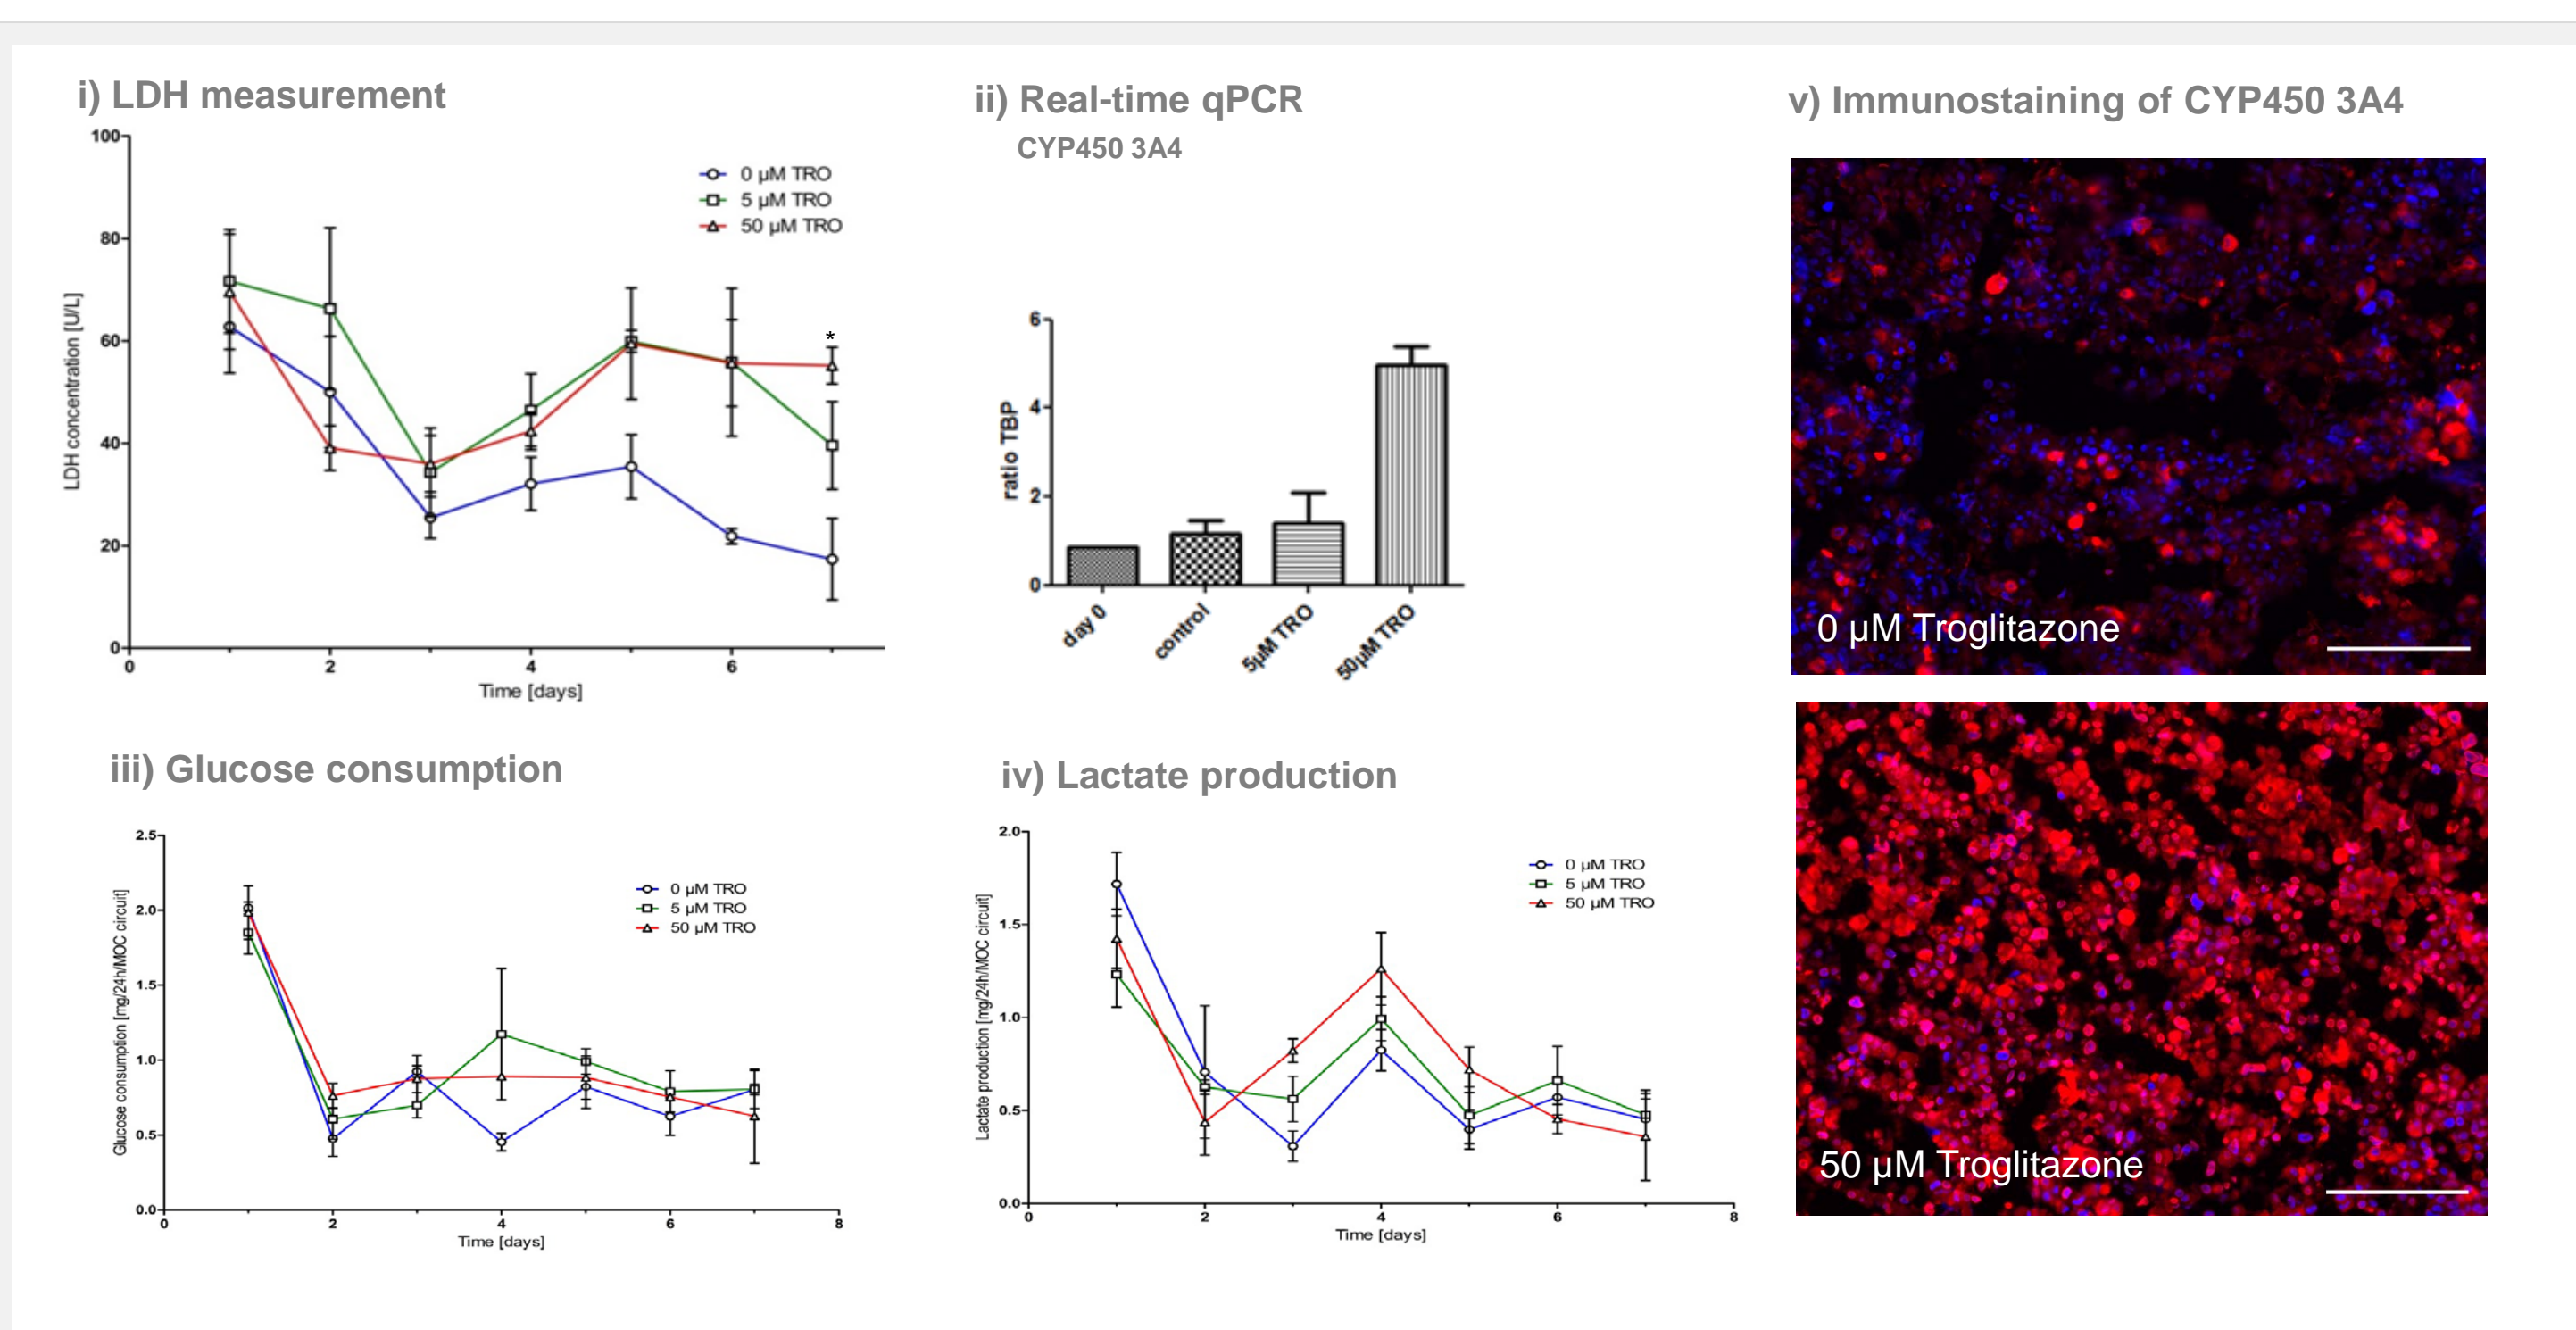 i) LDH measurement
100
80
60
40
20
0
0
2
4
6
LDH concentration [U/L]
Time [days]
0 µM TRO
5 µM TRO
50 µM TRO
*
ii) Real-time qPCR
CYP450 3A4
6
4
2
0
ratio TBP
day 0
control
5µM TRO
50µM TRO
iii) Glucose consumption
2.5
2.0
1.5
1.0
0.5
0.0
0
2
4
6
8
Glucose consumption [mg/24h/MOC circuit]
Time [days]
0 µM TRO
5 µM TRO
50 µM TRO
iv) Lactate production
2.0
1.5
1.0
0.5
0.0
0
2
4
6
8
Lactate production [mg/24h/MOC circuit]
Time [days]
0 µM TRO
5 µM TRO
50 µM TRO
v) Immunostaining of CYP450 3A4
0 µM Troglitazone
50 µM Troglitazone